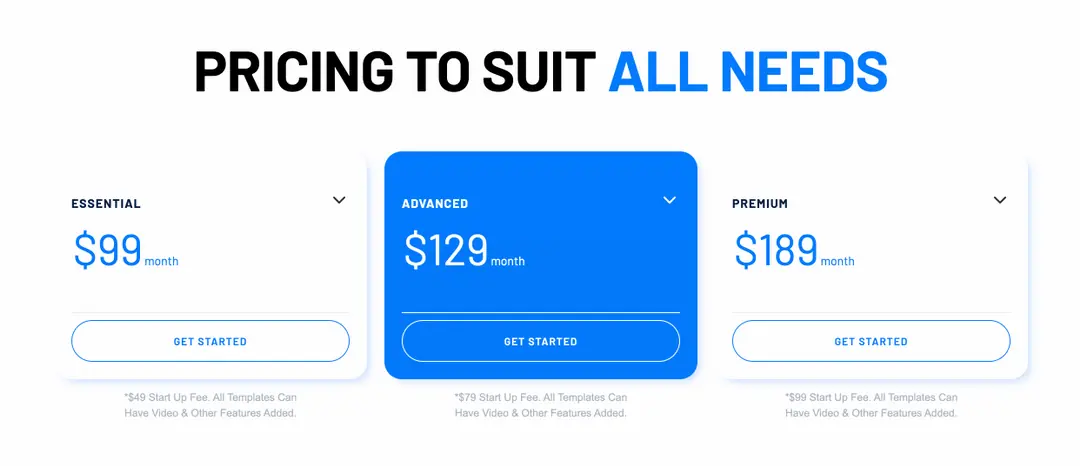 PRICING TO SUIT ALL NEEDS
ESSENTIAL
$99 month
GET STARTED
*$49 Start Up Fee. All Templates Can
Have Video & Other Features Added.
ADVANCED
$129 month
GET STARTED
*$79 Start Up Fee. All Templates Can
Have Video & Other Features Added.
PREMIUM
$189 month
GET STARTED
*$99 Start Up Fee. All Templates Can
Have Video & Other Features Added.